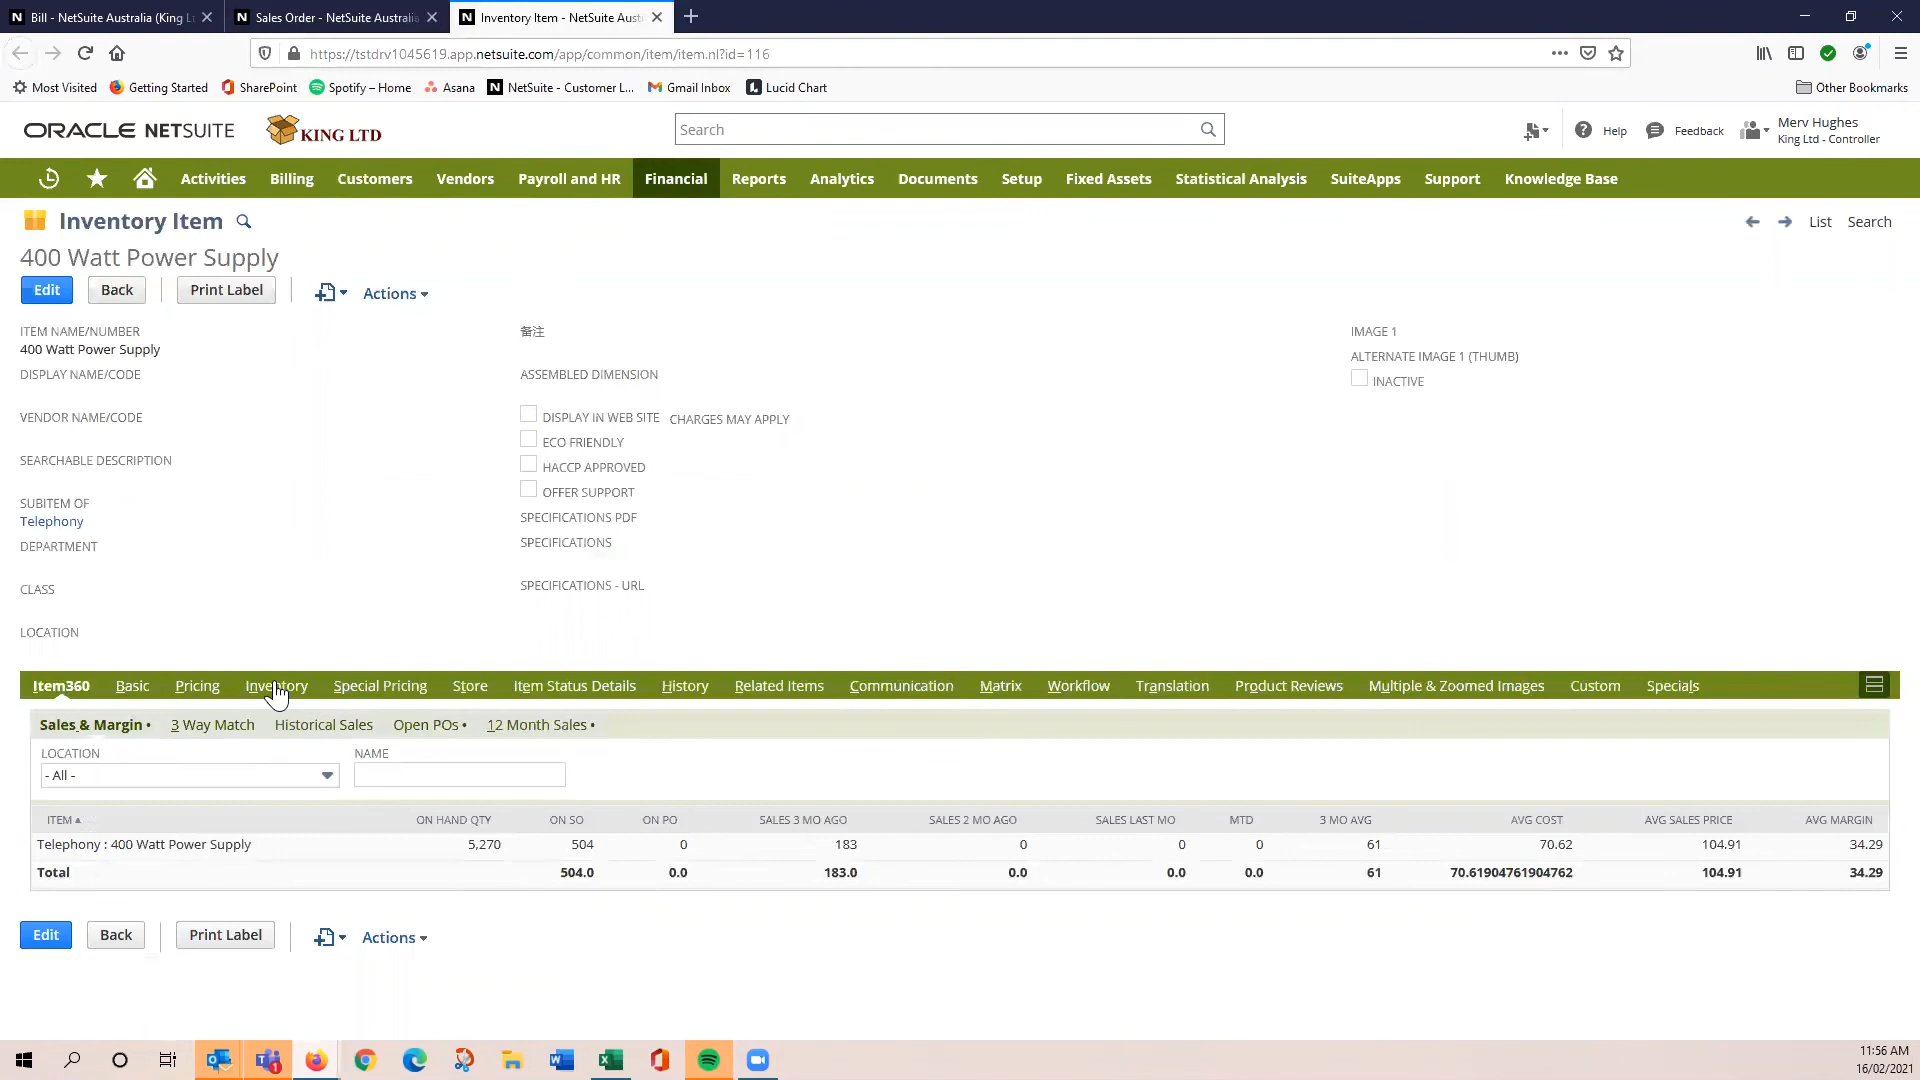 Bill - NetSuite Australia (King Lt
Sales Order - NetSuite Australia
Inventory Item - NetSuite Aust
https://tstdrv1045619.app.netsuite.com/app/common/item/item.nl?id=116
Most Visited
Getting Started
SharePoint
Spotify – Home
Asana
NetSuite - Customer L...
Gmail Inbox
Lucid Chart
Other Bookmarks
ORACLE NETSUITE
KING LTD
Search
Help
Feedback
Merv Hughes
King Ltd - Controller
Activities Billing Customers Vendors Payroll and HR Financial Reports Analytics Documents Setup Fixed Assets Statistical Analysis SuiteApps Support Knowledge Base
Inventory Item
List
Search
400 Watt Power Supply
Edit
Back
Print Label
Actions
ITEM NAME/NUMBER
400 Watt Power Supply
DISPLAY NAME/CODE
VENDOR NAME/CODE
SEARCHABLE DESCRIPTION
SUBITEM OF
Telephony
DEPARTMENT
CLASS
LOCATION
备注
ASSEMBLED DIMENSION
DISPLAY IN WEB SITE CHARGES MAY APPLY
ECO FRIENDLY
HACCP APPROVED
OFFER SUPPORT
SPECIFICATIONS PDF
SPECIFICATIONS
SPECIFICATIONS - URL
IMAGE 1
ALTERNATE IMAGE 1 (THUMB)
INACTIVE
Item360 Basic Pricing Inventory Special Pricing Store Item Status Details History Related Items Communication Matrix Workflow Translation Product Reviews Multiple & Zoomed Images Custom Specials
Sales & Margin • 3 Way Match Historical Sales Open POs • 12 Month Sales •
LOCATION
- All -
NAME
ITEM ON HAND QTY ON SO ON PO SALES 3 MO AGO SALES 2 MO AGO SALES LAST MO MTD 3 MO AVG AVG COST AVG SALES PRICE AVG MARGIN
Telephony : 400 Watt Power Supply 5,270 504 0 183 0 0 0 61 70.62 104.91 34.29
Total 504.0 0.0 183.0 0.0 0.0 0.0 61 70.61904761904762 104.91 34.29
Edit
Back
Print Label
Actions
1
11:56 AM
16/02/2021